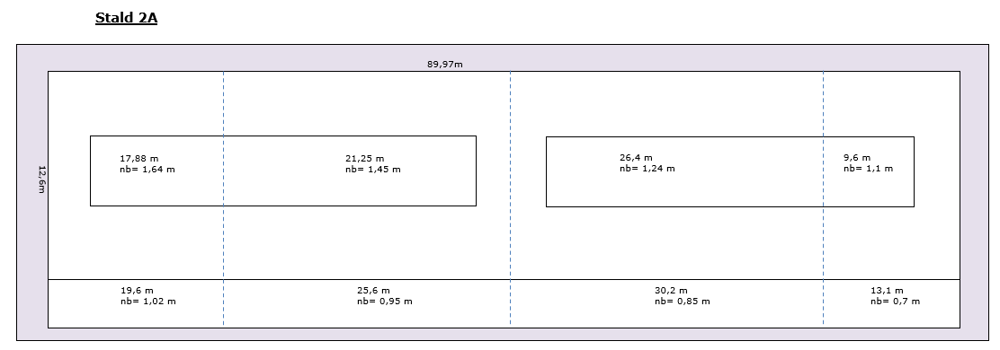 Stald 2A
89,97m
12,6m
17,88 m
nb= 1,64 m
21,25 m
nb= 1,45 m
26,4 m
nb= 1,24 m
9,6 m
nb= 1,1 m
19,6 m
nb= 1,02 m
25,6 m
nb= 0,95 m
30,2 m
nb= 0,85 m
13,1 m
nb= 0,7 m